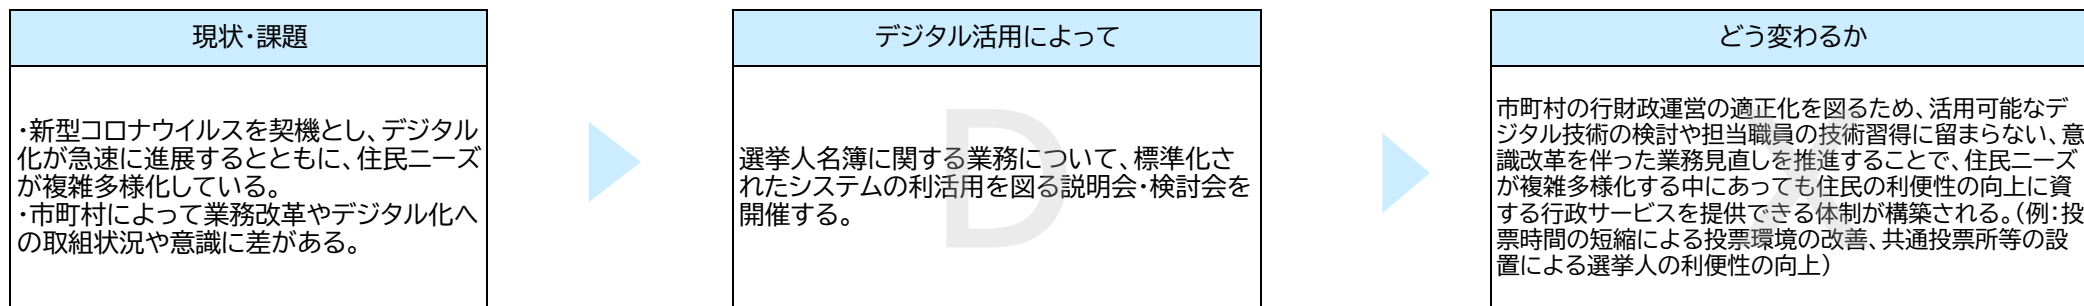 現状・課題
・新型コロナウイルスを契機とし、デジタル
化が急速に進展するとともに、住民ニーズ
が複雑多様化している。
・市町村によって業務改革やデジタル化へ
の取組状況や意識に差がある。
デジタル活用によって
選挙人名簿に関する業務について、標準化さ
れたシステムの利活用を図る説明会・検討会を
開催する。
D
どう変わるか
市町村の行財政運営の適正化を図るため、活用可能なデ
ジタル技術の検討や担当職員の技術習得に留まらない、意
識改革を伴った業務見直しを推進することで、住民ニーズ
が複雑多様化する中にあっても住民の利便性の向上に資
する行政サービスを提供できる体制が構築される。（例：投
票時間の短縮による投票環境の改善、共通投票所等の設
置による選挙人の利便性の向上）
X